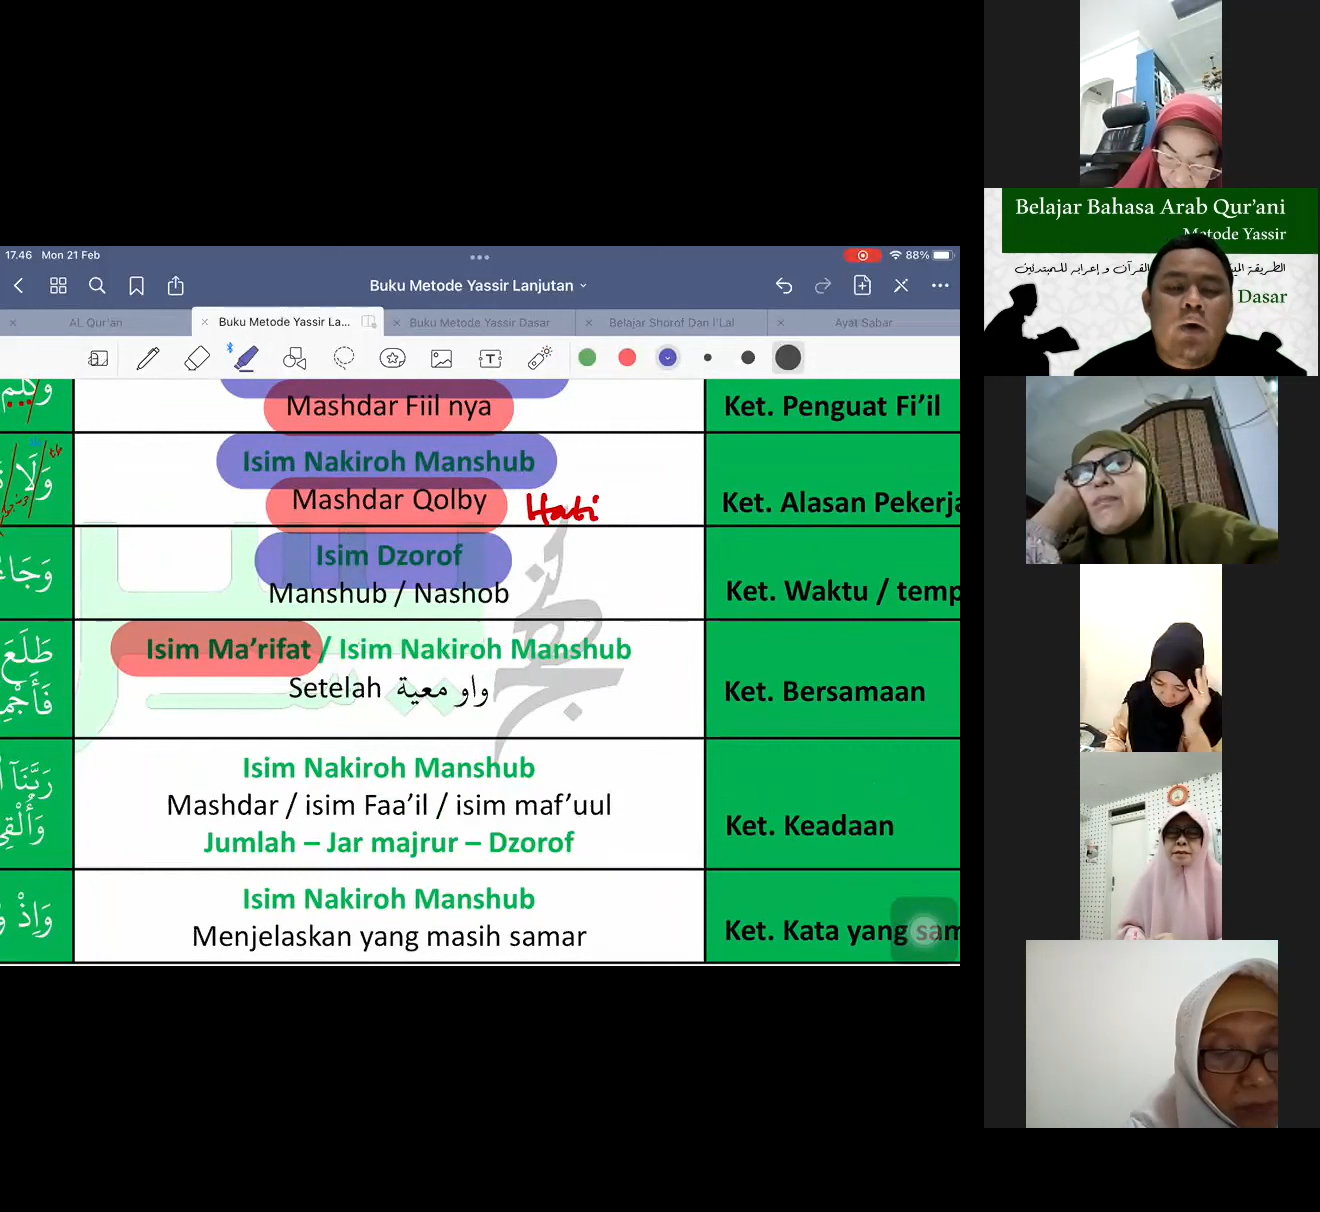 17.46 Mon 21 Feb
88%
Buku Metode Yassir Lanjutan
AL Qur'an
Buku Metode Yassir La...
Buku Metode Yassir Dasar
Belajar Shorof Dan I'Lal
Ayat Sabar
Mashdar Fiil nya
Ket. Penguat Fi'il
Isim Nakiroh Manshub
Mashdar Qolby Hati
Ket. Alasan Pekerja
وَلَا
Isim Dzorof
Manshub / Nashob
Ket. Waktu / temp
Isim Ma'rifat / Isim Nakiroh Manshub
Setelah واو معية
Ket. Bersamaan
طَلَعَ
Isim Nakiroh Manshub
Mashdar / isim Faa'il / isim maf'uul
Jumlah – Jar majrur – Dzorof
Ket. Keadaan
رَبَّنَآ
Isim Nakiroh Manshub
Menjelaskan yang masih samar
Ket. Kata yang sam
وَإِذْ
Belajar Bahasa Arab Qur'ani
Metode Yassir
الطريقة
القرآن و إعرابه للمبتدئين
Dasar